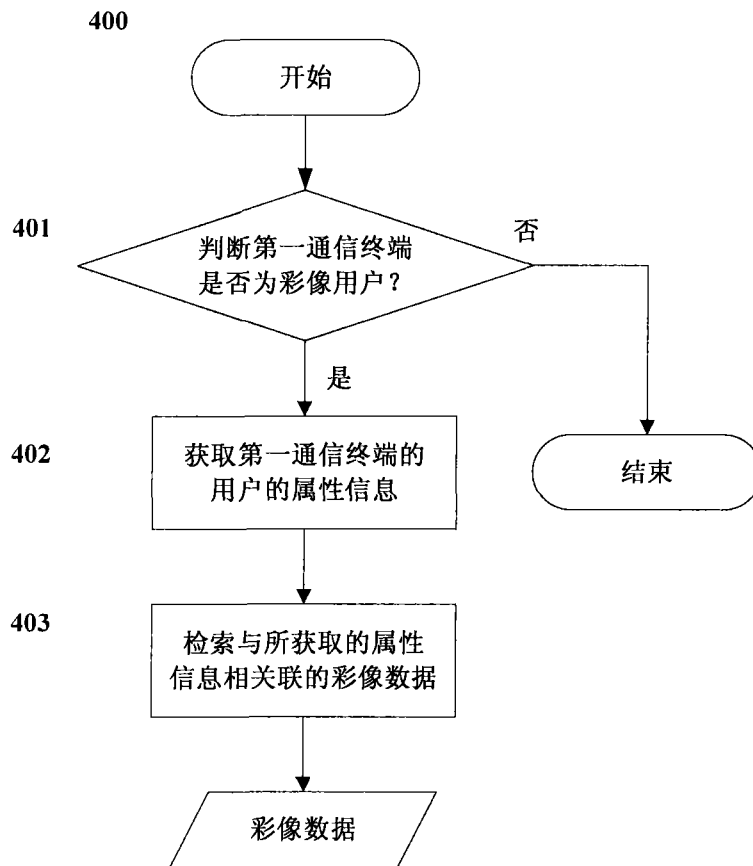 400
开始
401
判断第一通信终端
是否为彩像用户?
否
是
402
获取第一通信终端的
用户的属性信息
结束
403
检索与所获取的属性
信息相关联的彩像数据
彩像数据